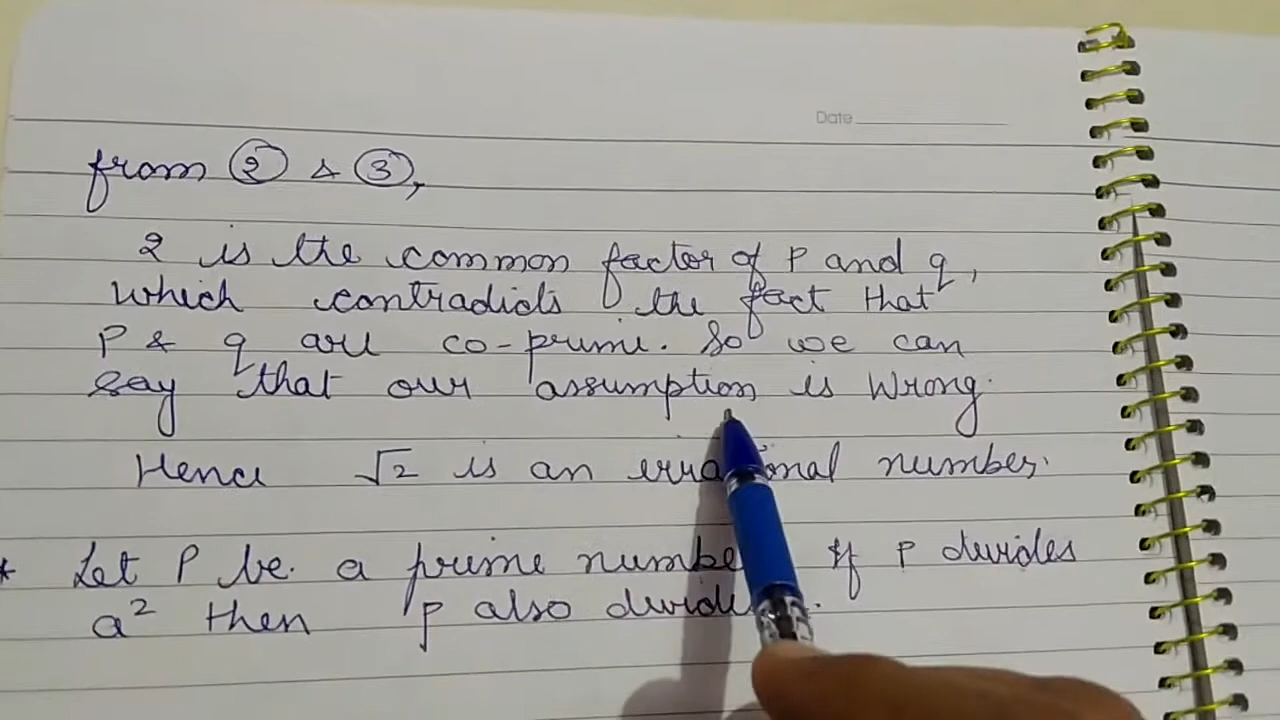 Date
from ② & ③,
2 is the common factor of P and q,
which contradicts the fact that
P & q are co-prime. So we can
say that our assumption is Wrong.
Hence √2 is an irrational number.
* Let P be a prime number If P divides
a² then p also